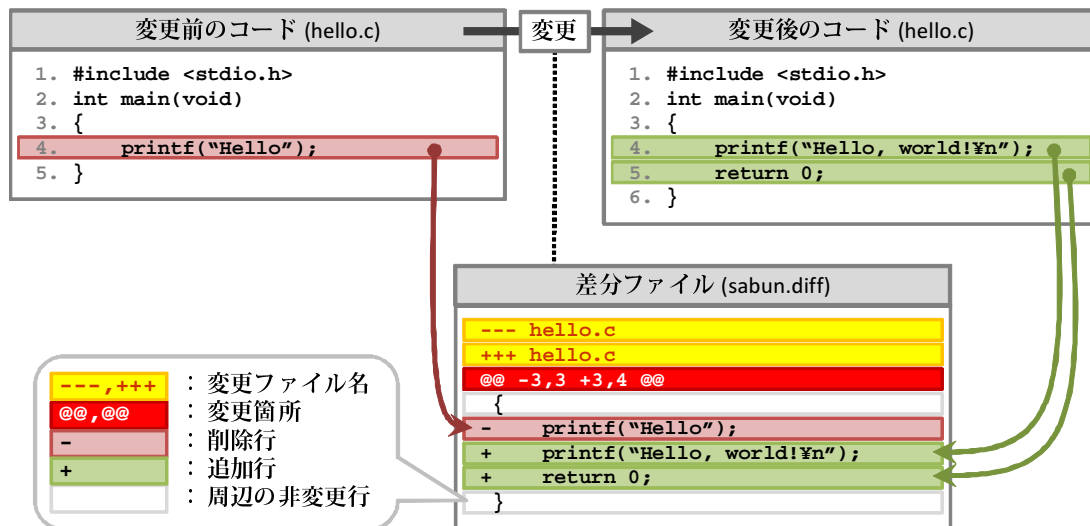 変更前のコード (hello.c)
1. #include <stdio.h>
2. int main(void)
3. {
4.     printf(“Hello”);
5. }
変更
変更後のコード (hello.c)
1. #include <stdio.h>
2. int main(void)
3. {
4.     printf(“Hello, world!¥n”);
5.     return 0;
6. }
差分ファイル (sabun.diff)
--- hello.c
+++ hello.c
@@ -3,3 +3,4 @@
 {
-    printf(“Hello”);
+    printf(“Hello, world!¥n”);
+    return 0;
 }
---,+++ : 変更ファイル名
@@,@@ : 変更箇所
- : 削除行
+ : 追加行
: 周辺の非変更行